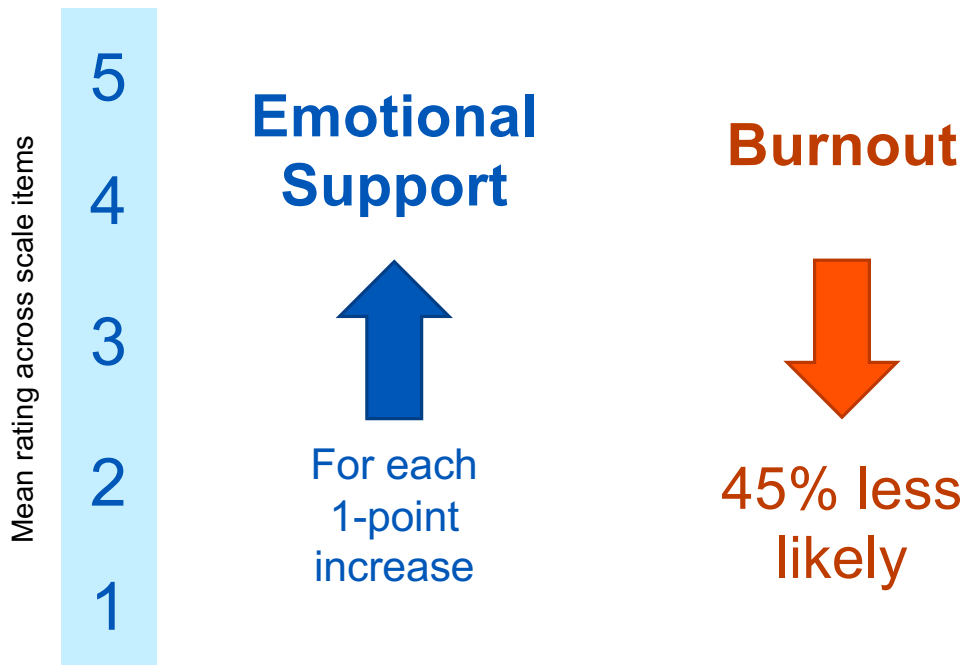 Mean rating across scale items
5
4
3
2
1
Emotional
Support
For each
1-point
increase
Burnout
45% less
likely